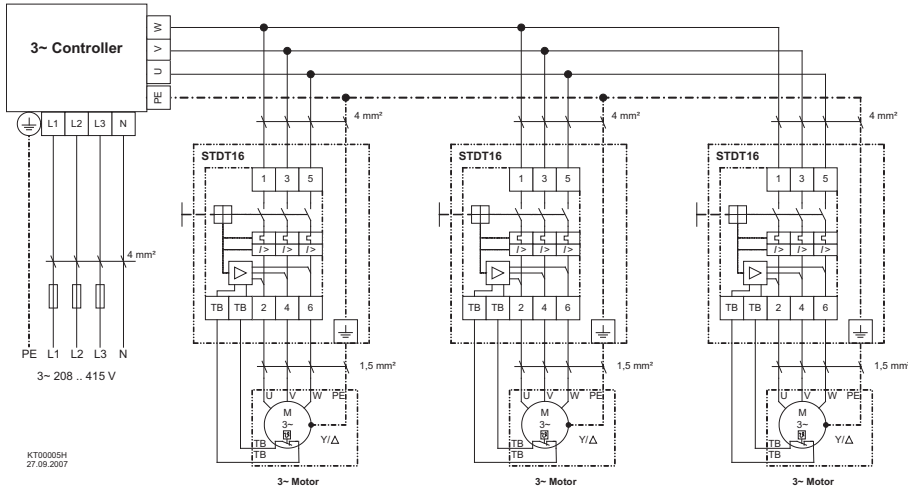 3~ Controller
W
V
U
PE
L1 L2 L3 N
4 mm²
PE L1 L2 L3 N
3~ 208 .. 415 V
KT00005H
27.09.2007
4 mm²
STDT16
1 3 5
I> I> I>
TB TB 2 4 6
1,5 mm²
U V W PE
M
3~
TB
TB
Y/△
3~ Motor
4 mm²
STDT16
1 3 5
I> I> I>
TB TB 2 4 6
1,5 mm²
U V W PE
M
3~
TB
TB
Y/△
3~ Motor
4 mm²
STDT16
1 3 5
I> I> I>
TB TB 2 4 6
1,5 mm²
U V W PE
M
3~
TB
TB
Y/△
3~ Motor